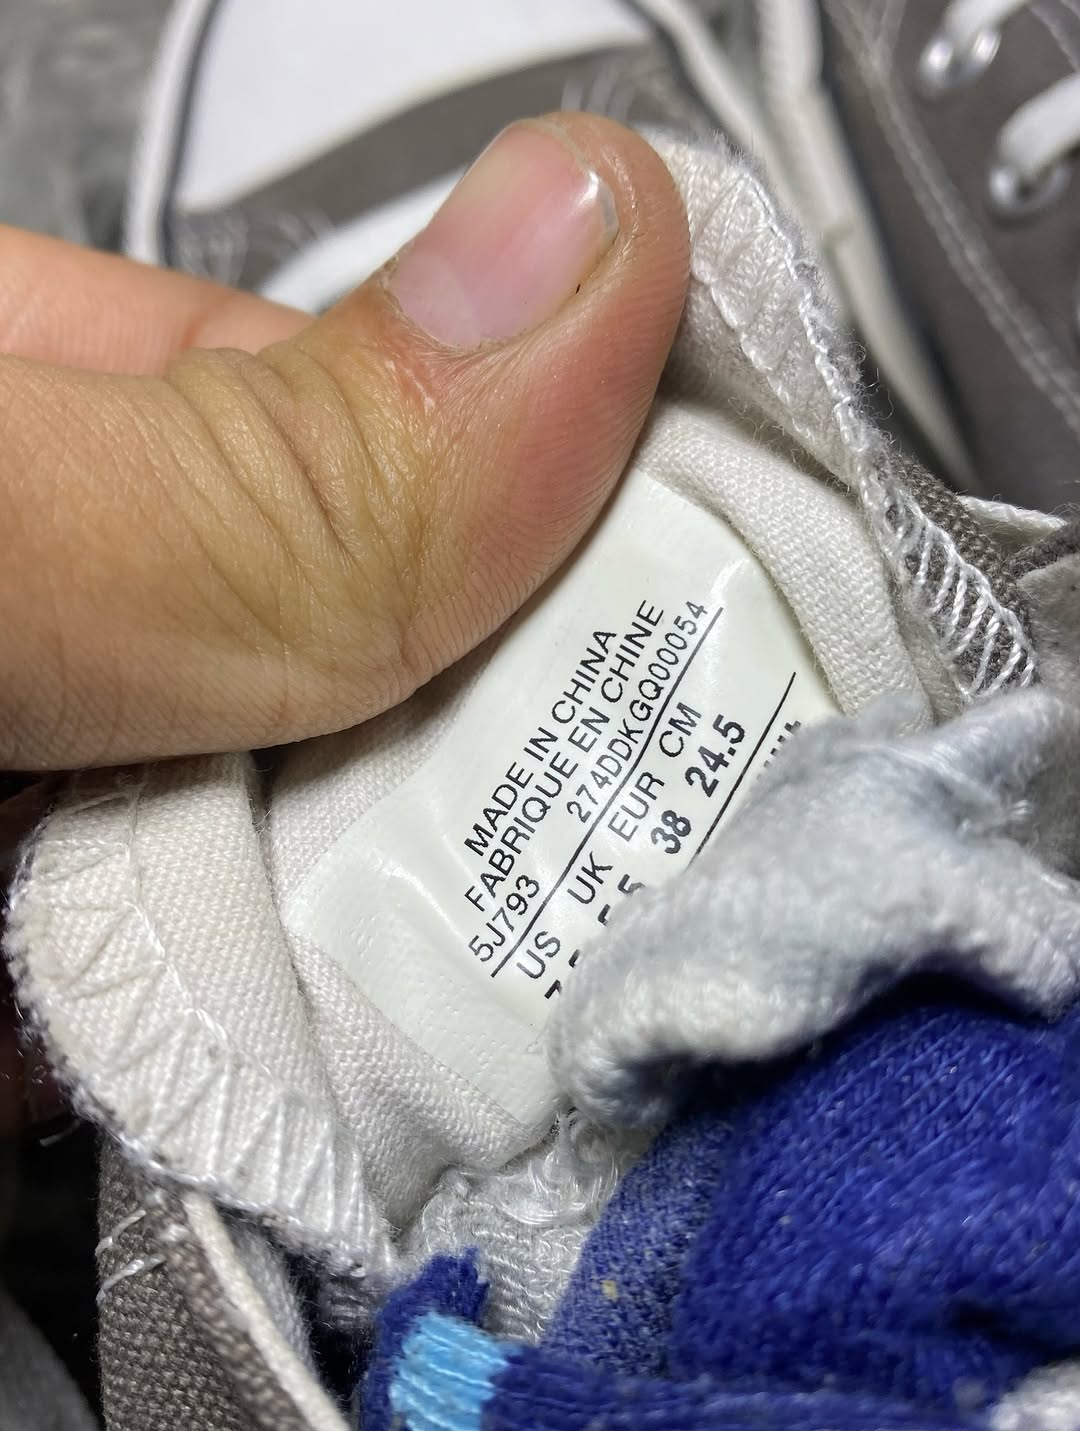 MADE IN CHINA
FABRIQUE EN CHINE
5J793 274DDKGQ00054
US UK EUR CM
38 24.5